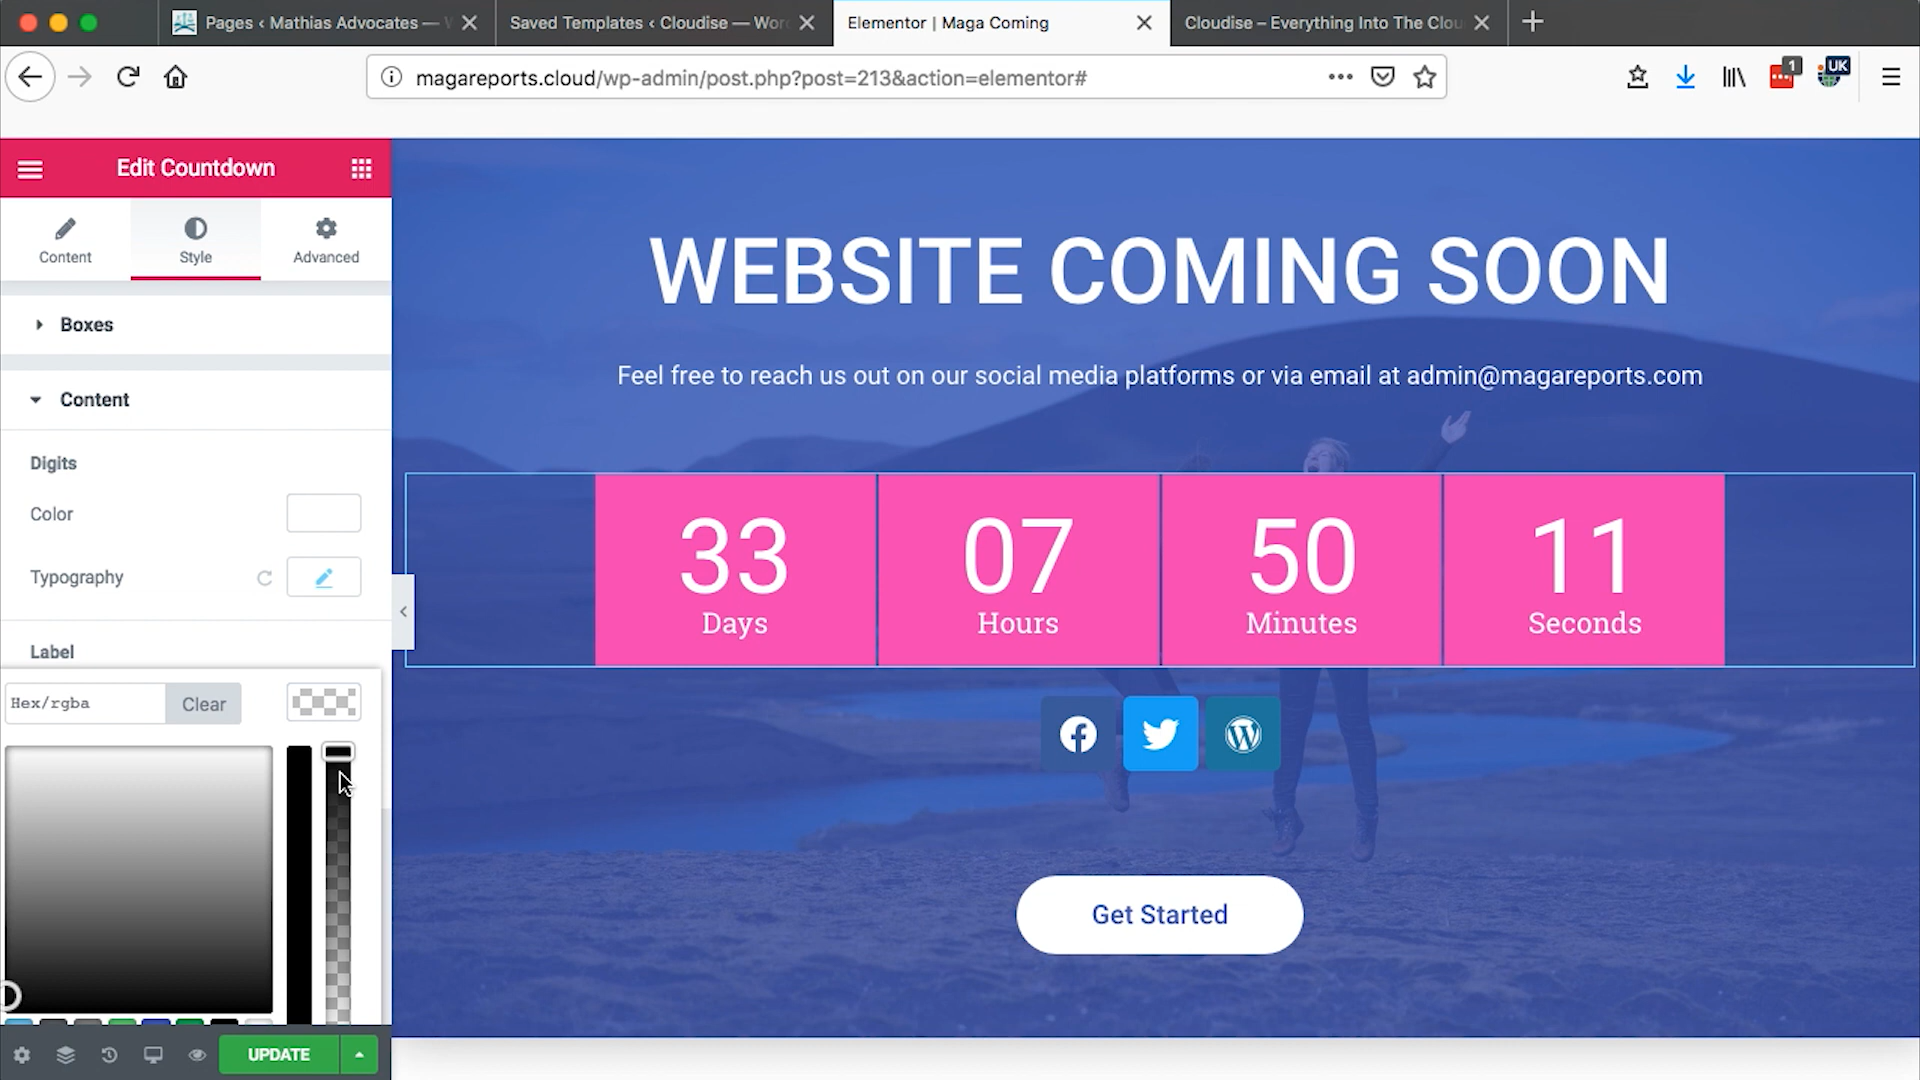 Pages ‹ Mathias Advocates —
Saved Templates ‹ Cloudise — Wor
Elementor | Maga Coming
Cloudise – Everything Into The Clou
magareports.cloud/wp-admin/post.php?post=213&action=elementor#
1
UK
Edit Countdown
Content
Style
Advanced
Boxes
Content
Digits
Color
Typography
Label
Hex/rgba
Clear
UPDATE
WEBSITE COMING SOON
Feel free to reach us out on our social media platforms or via email at admin@magareports.com
33
07
50
11
Days
Hours
Minutes
Seconds
Get Started